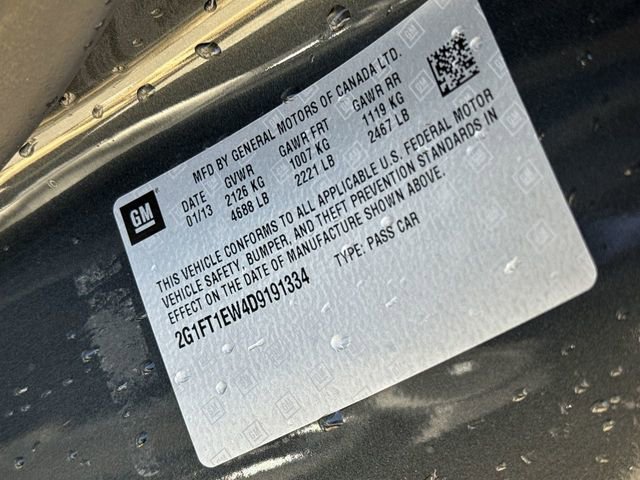 GM
MFD BY GENERAL MOTORS OF CANADA LTD.
DATE GVWR GAWR FRT GAWR RR
01/13 2126 KG 1007 KG 1119 KG
4688 LB 2221 LB 2467 LB
THIS VEHICLE CONFORMS TO ALL APPLICABLE U.S. FEDERAL MOTOR
VEHICLE SAFETY, BUMPER, AND THEFT PREVENTION STANDARDS IN
EFFECT ON THE DATE OF MANUFACTURE SHOWN ABOVE.
2G1FT1EW4D9191334 TYPE: PASS CAR